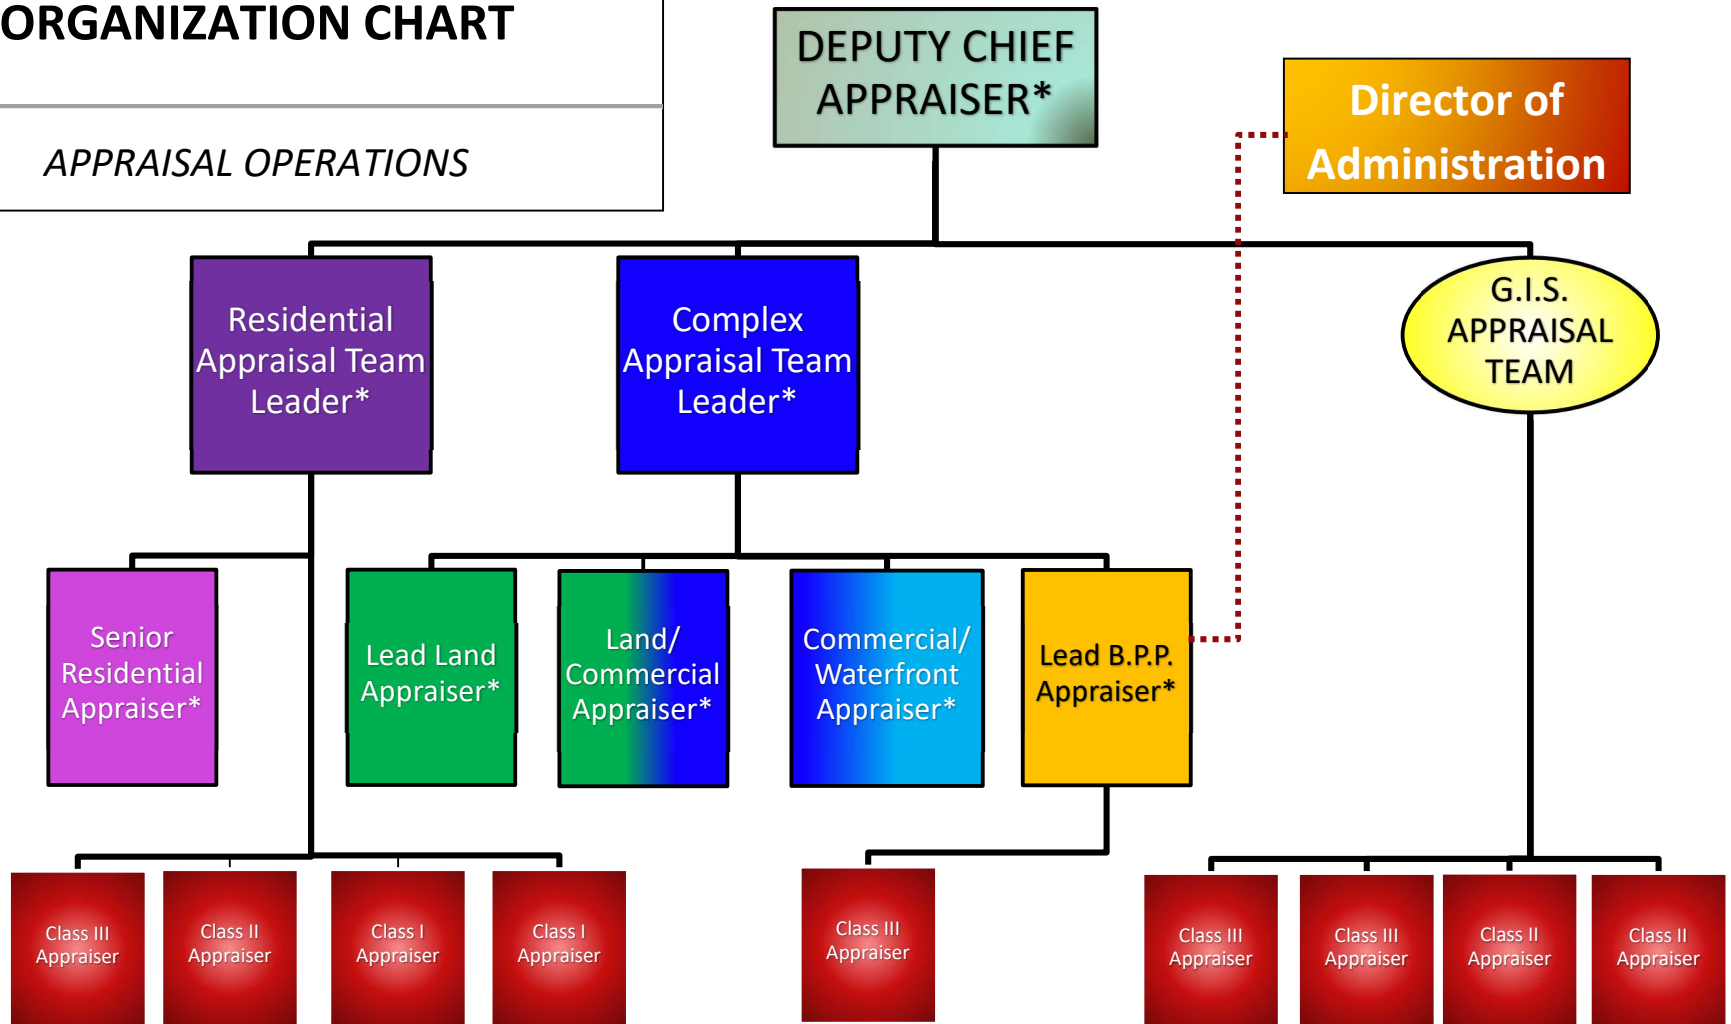 ORGANIZATION CHART
APPRAISAL OPERATIONS
DEPUTY CHIEF
APPRAISER*
Director of
Administration
Residential
Appraisal Team
Leader*
Complex
Appraisal Team
Leader*
G.I.S.
APPRAISAL
TEAM
Senior
Residential
Appraiser*
Lead Land
Appraiser*
Land/
Commercial
Appraiser*
Commercial/
Waterfront
Appraiser*
Lead B.P.P.
Appraiser*
Class III
Appraiser
Class II
Appraiser
Class I
Appraiser
Class I
Appraiser
Class III
Appraiser
Class III
Appraiser
Class III
Appraiser
Class II
Appraiser
Class II
Appraiser